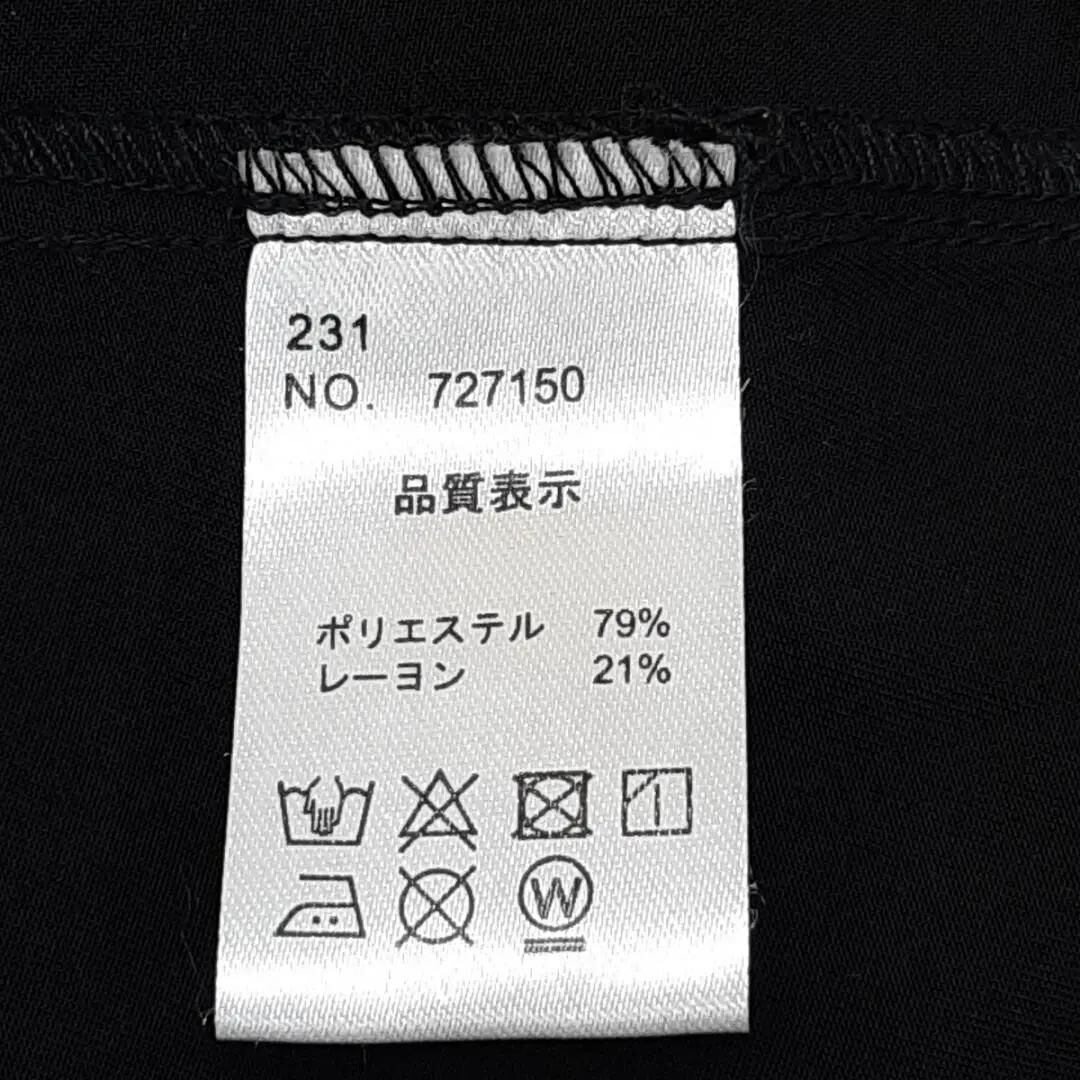 231
NO. 727150
品質表示
ポリエステル 79%
レーヨン 21%
W